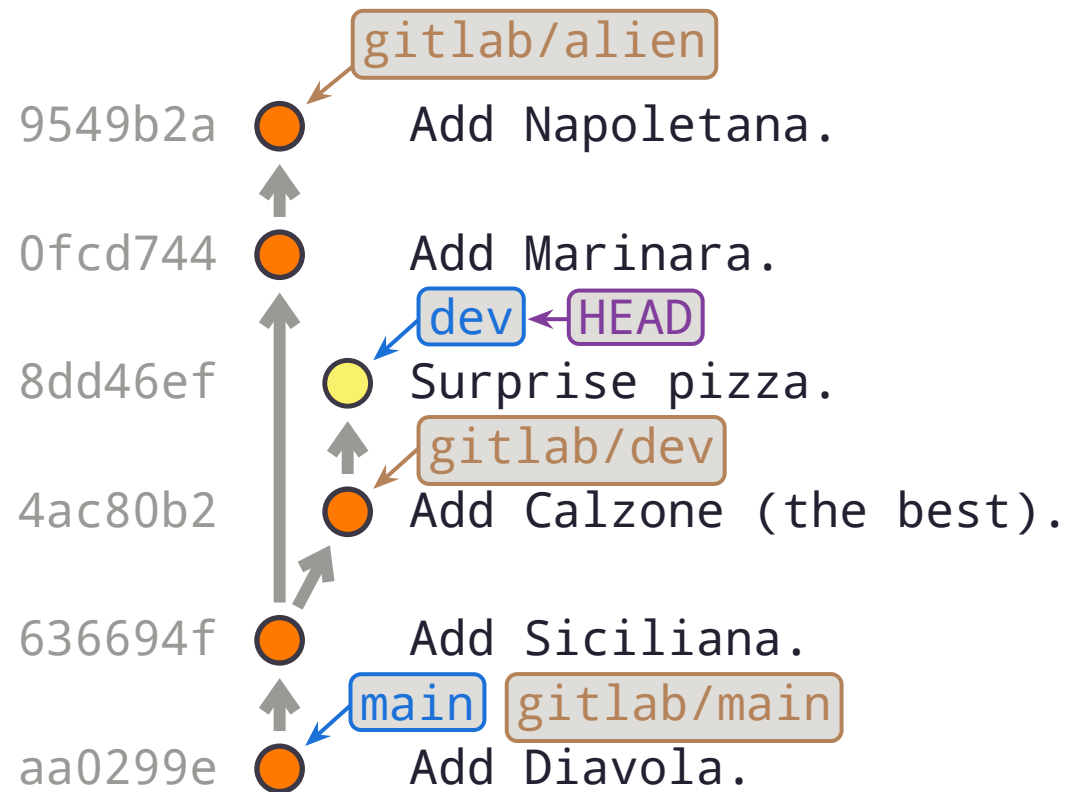 gitlab/alien
9549b2a Add Napoletana.
0fcd744 Add Marinara.
dev HEAD
8dd46ef Surprise pizza.
gitlab/dev
4ac80b2 Add Calzone (the best).
636694f Add Siciliana.
main gitlab/main
aa0299e Add Diavola.